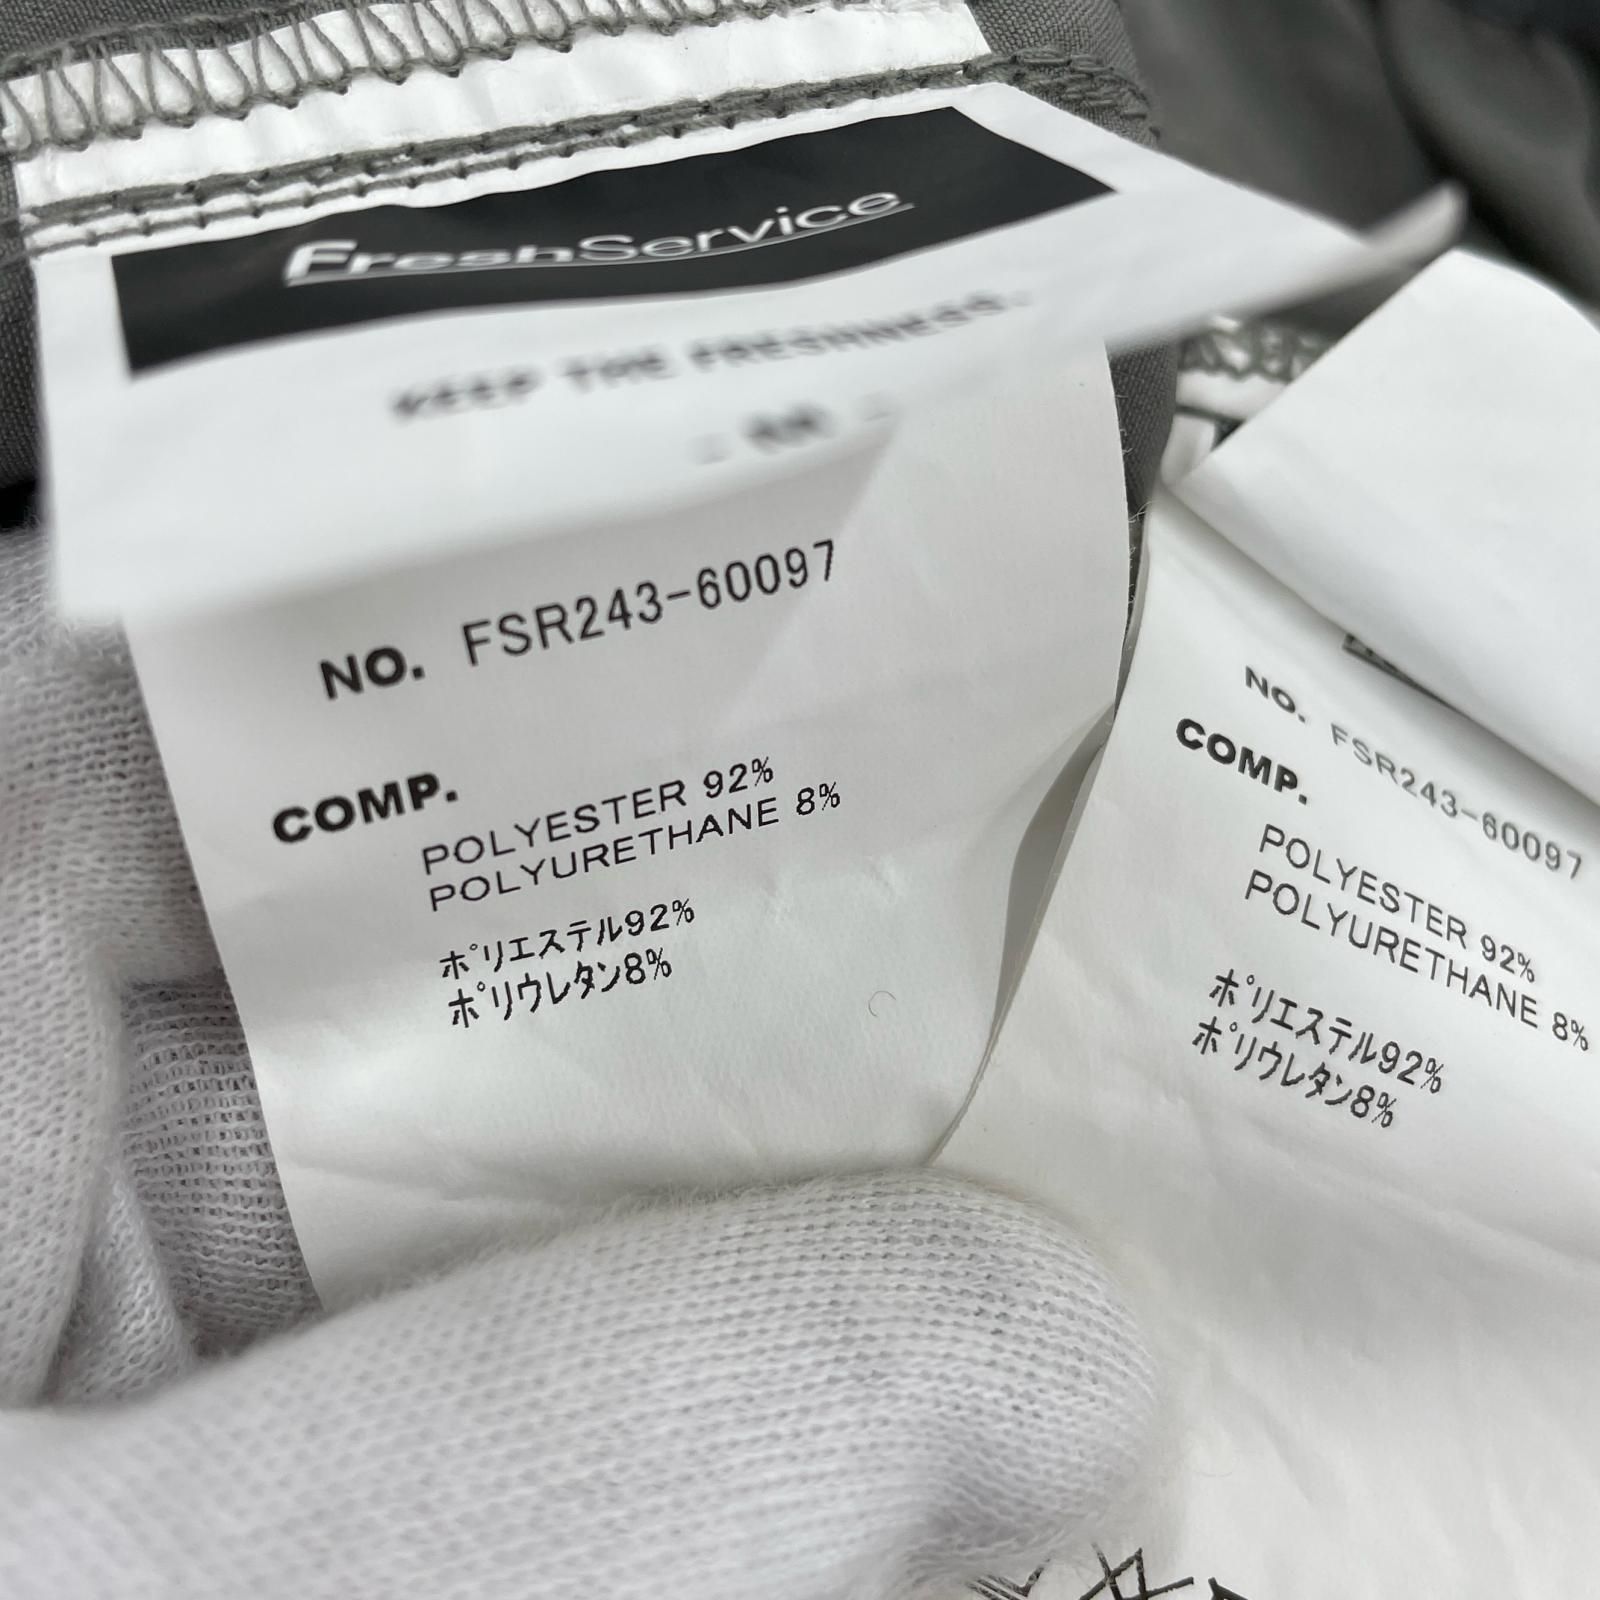 FreshService
KEEP THE FRESHNESS.
NO. FSR243-60097
COMP.
POLYESTER 92%
POLYURETHANE 8%
ポリエステル92%
ポリウレタン8%
NO. FSR243-60097
COMP.
POLYESTER 92%
POLYURETHANE 8%
ポリエステル92%
ポリウレタン8%